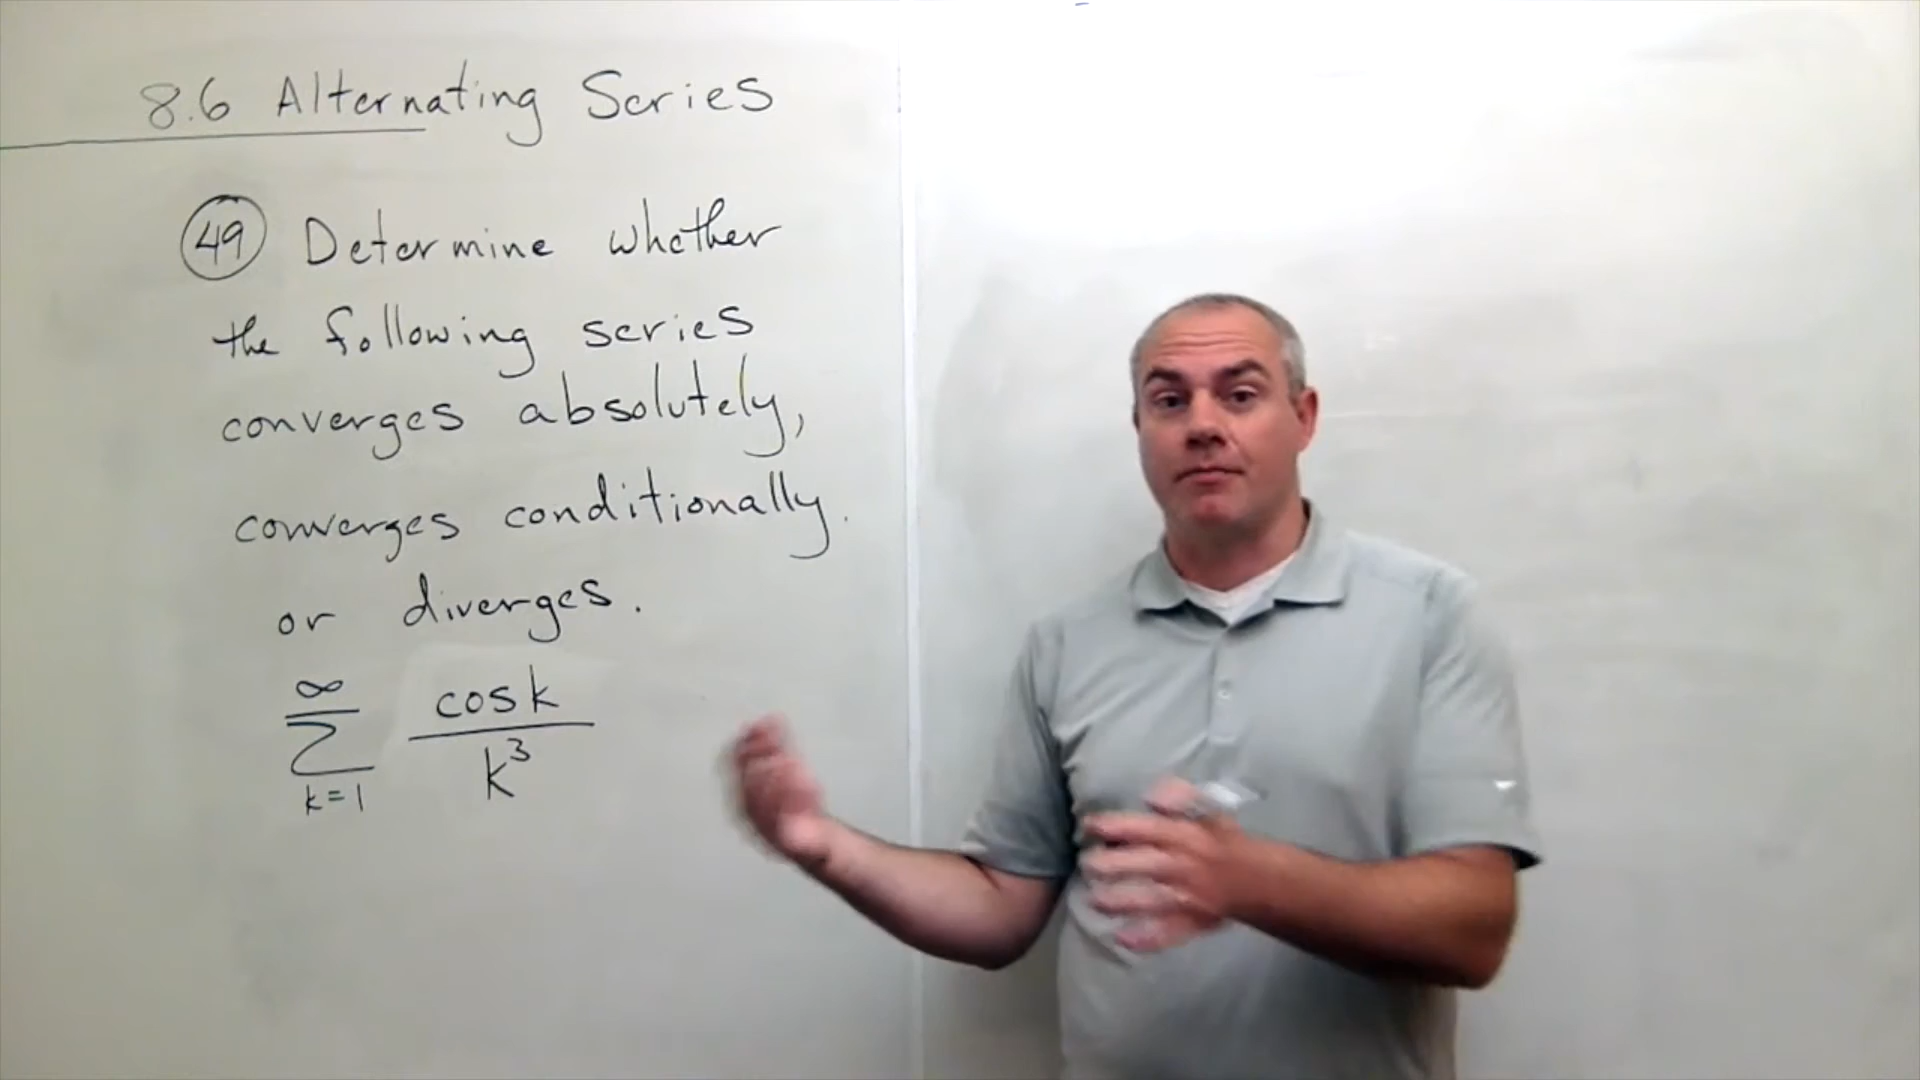 8.6 Alternating Series
49 Determine whether
the following series
converges absolutely,
converges conditionally.
or diverges.
∞
∑ cos k / k³
k=1